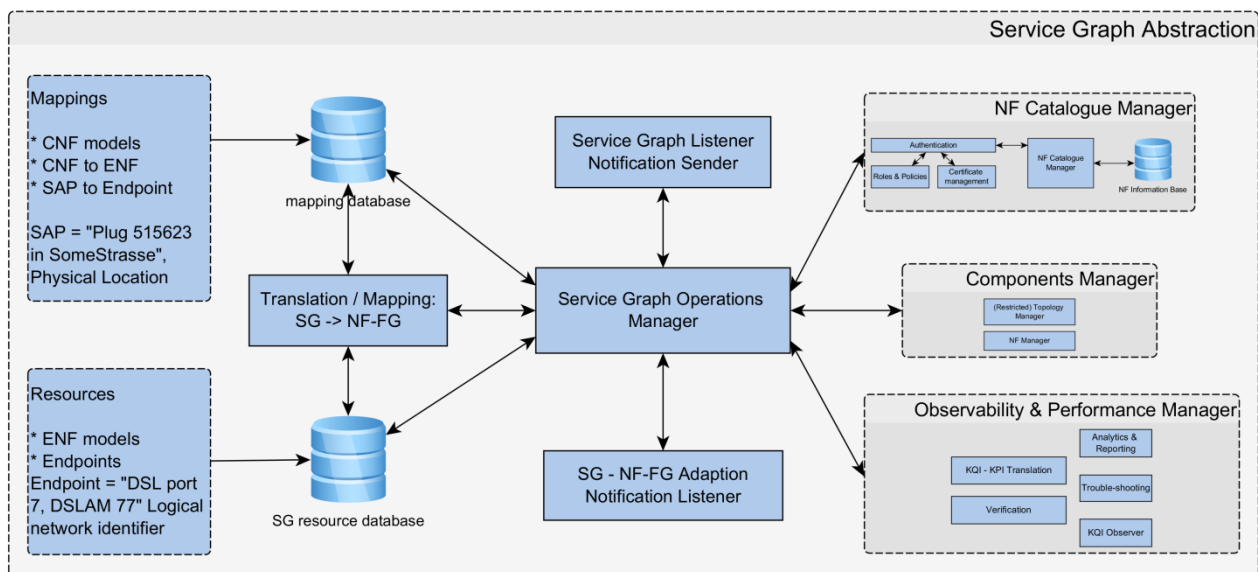 Service Graph Abstraction
Mappings
* CNF models
* CNF to ENF
* SAP to Endpoint
SAP = "Plug 515623
in SomeStrasse",
Physical Location
mapping database
Service Graph Listener
Notification Sender
NF Catalogue Manager
Authentication
Roles & Policies
Certificate
management
NF Catalogue
Manager
NF Information Base
Translation / Mapping:
SG -> NF-FG
Service Graph Operations
Manager
Components Manager
(Restricted) Topology
Manager
NF Manager
Resources
* ENF models
* Endpoints
Endpoint = "DSL port
7, DSLAM 77" Logical
network identifier
SG resource database
SG - NF-FG Adaption
Notification Listener
Observability & Performance Manager
Analytics &
Reporting
KQI - KPI Translation
Trouble-shooting
Verification
KQI Observer